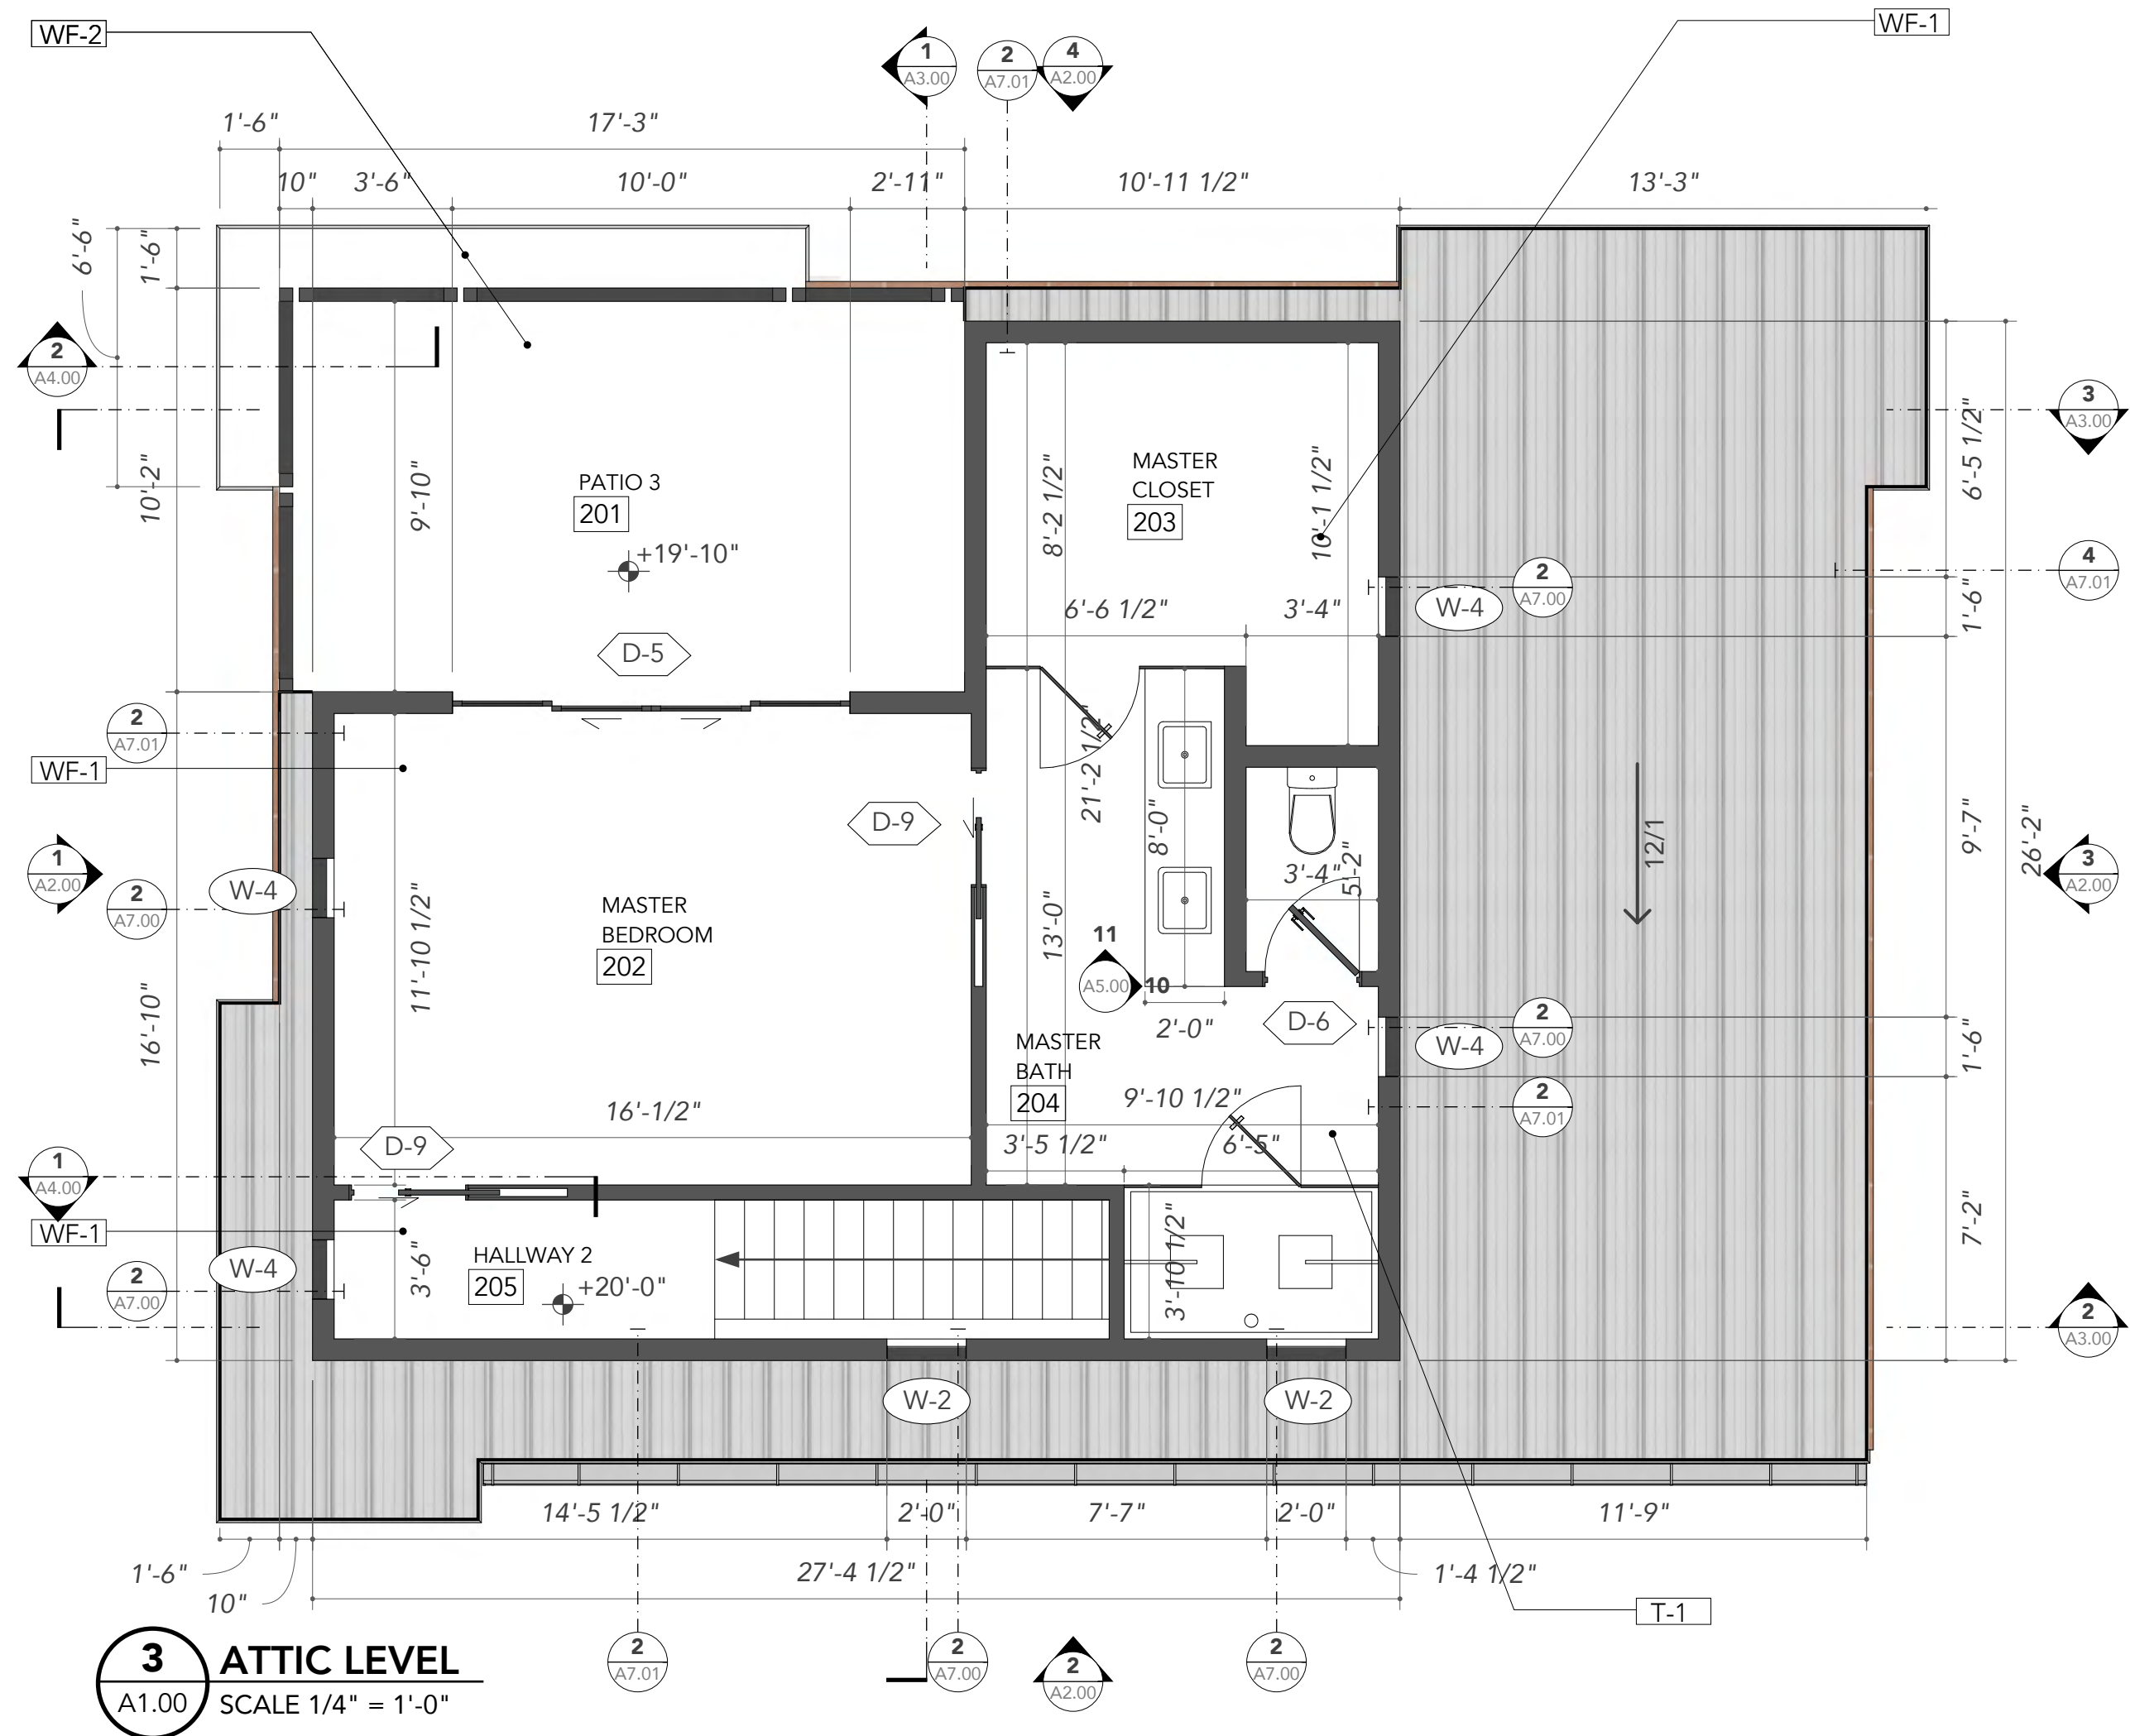 WF-2
1
A3.00
2
A7.01
4
A2.00
WF-1
1'-6"
17'-3"
10"
3'-6"
10'-0"
2'-11"
10'-11 1/2"
13'-3"
6'-6"
1'-6"
2
A4.00
3
A3.00
6'-5 1/2"
10'-2"
9'-10"
PATIO 3
201
+19'-10"
8'-2 1/2"
MASTER
CLOSET
203
10'-1 1/2"
2
A7.00
4
A7.01
W-4
1'-6"
6'-6 1/2"
3'-4"
D-5
2
A7.01
WF-1
21'-2 1/2"
D-9
8'-0"
3'-4"
5'-2"
12/1
9'-7"
26'-2"
1
A2.00
W-4
2
A7.00
3
A2.00
11'-10 1/2"
MASTER
BEDROOM
202
13'-0"
11
A5.00
10
2'-0"
D-6
2
A7.00
W-4
1'-6"
16'-10"
MASTER
BATH
204
9'-10 1/2"
2
A7.01
16'-1/2"
D-9
3'-5 1/2"
6'-5"
1
A4.00
WF-1
7'-2"
W-4
2
A7.00
3'-6"
HALLWAY 2
205
+20'-0"
3'-10 1/2"
2
A3.00
W-2
W-2
14'-5 1/2"
2'-0"
7'-7"
2'-0"
11'-9"
1'-6"
10"
27'-4 1/2"
1'-4 1/2"
T-1
2
A7.01
2
A7.00
2
A2.00
2
A7.00
3
A1.00
ATTIC LEVEL
SCALE 1/4" = 1'-0"